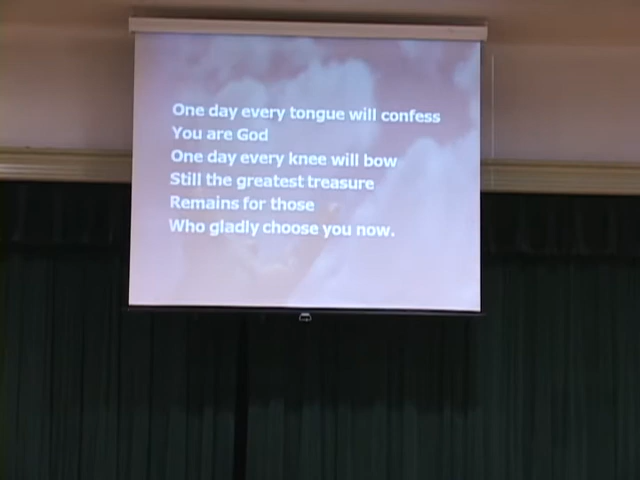 One day every tongue will confess
You are God
One day every knee will bow
Still the greatest treasure
Remains for those
Who gladly choose you now.